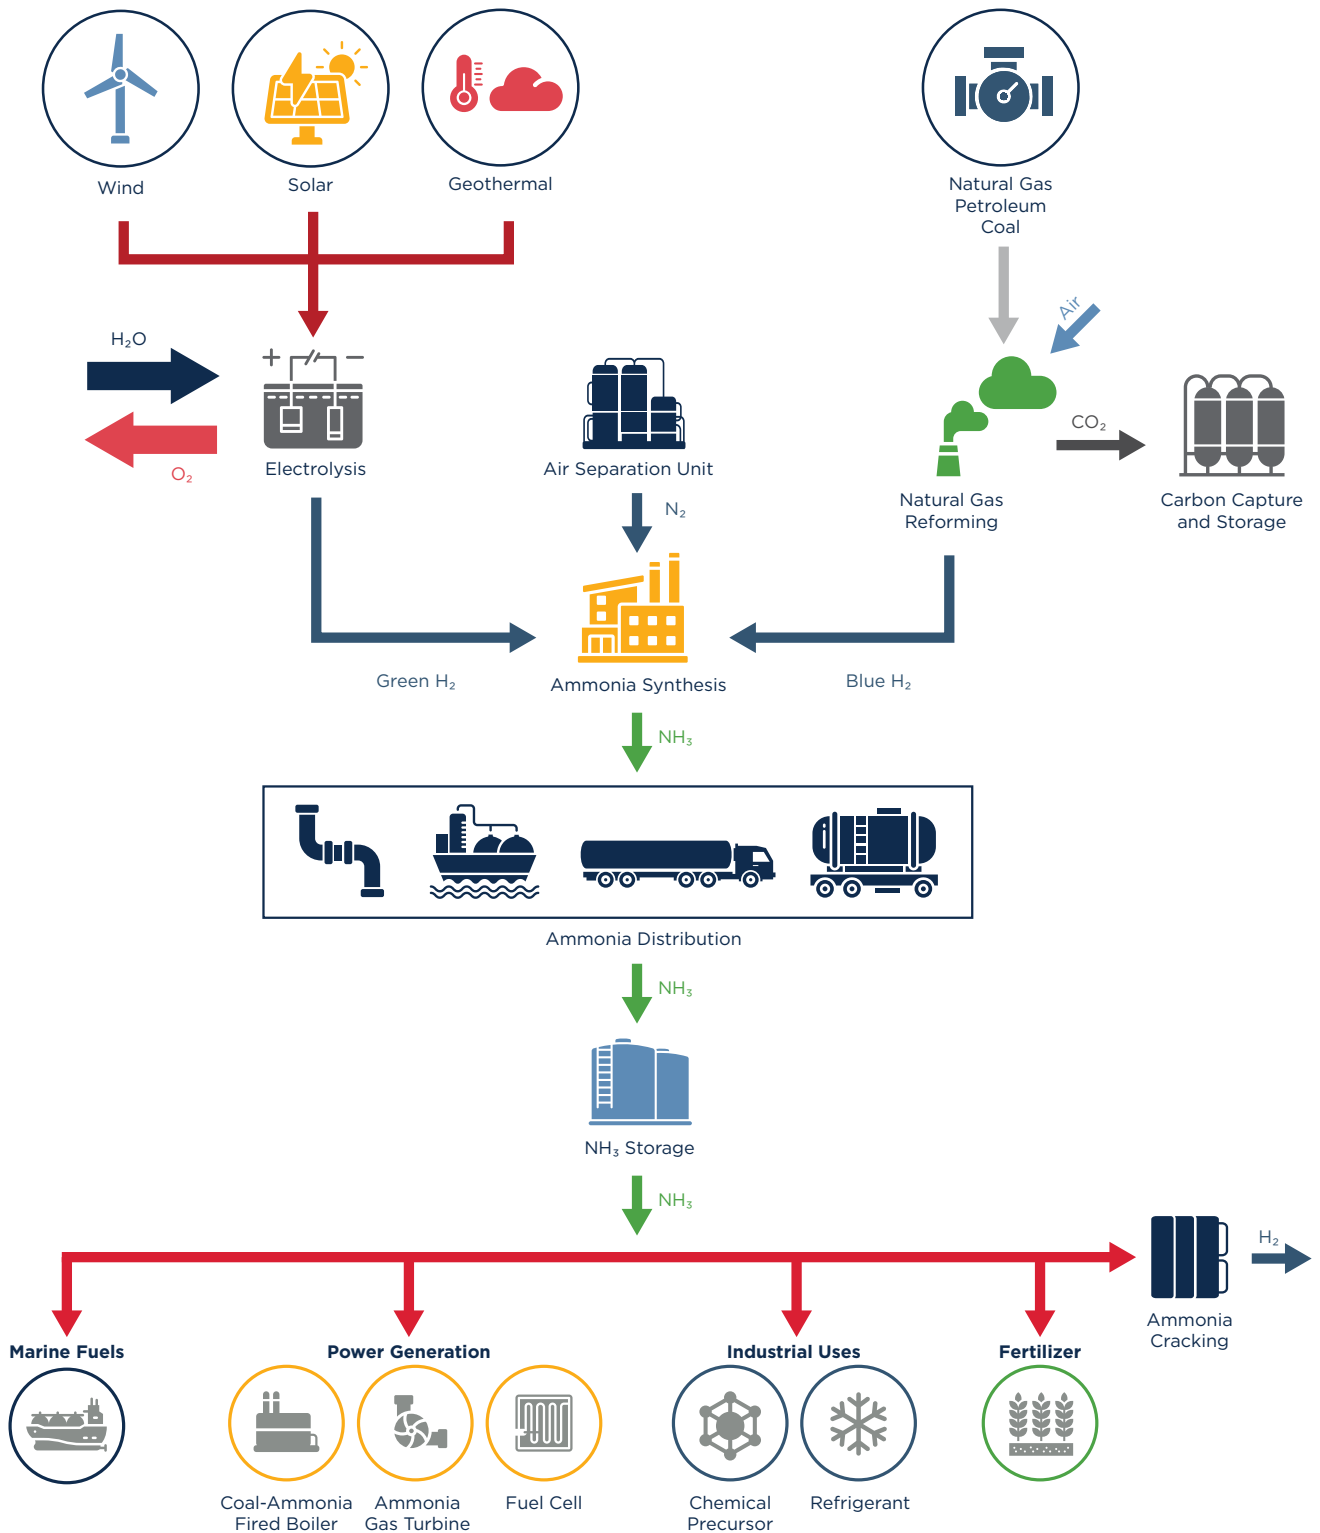 Wind
Solar
Geothermal
Natural Gas
Petroleum
Coal
Air
H₂O
O₂
+
−
Electrolysis
Air Separation Unit
N₂
CO₂
Natural Gas
Reforming
Carbon Capture
and Storage
Green H₂
Ammonia Synthesis
Blue H₂
NH₃
Ammonia Distribution
NH₃
NH₃ Storage
NH₃
H₂
Ammonia
Cracking
Marine Fuels
Power Generation
Industrial Uses
Fertilizer
Coal-Ammonia
Fired Boiler
Ammonia
Gas Turbine
Fuel Cell
Chemical
Precursor
Refrigerant